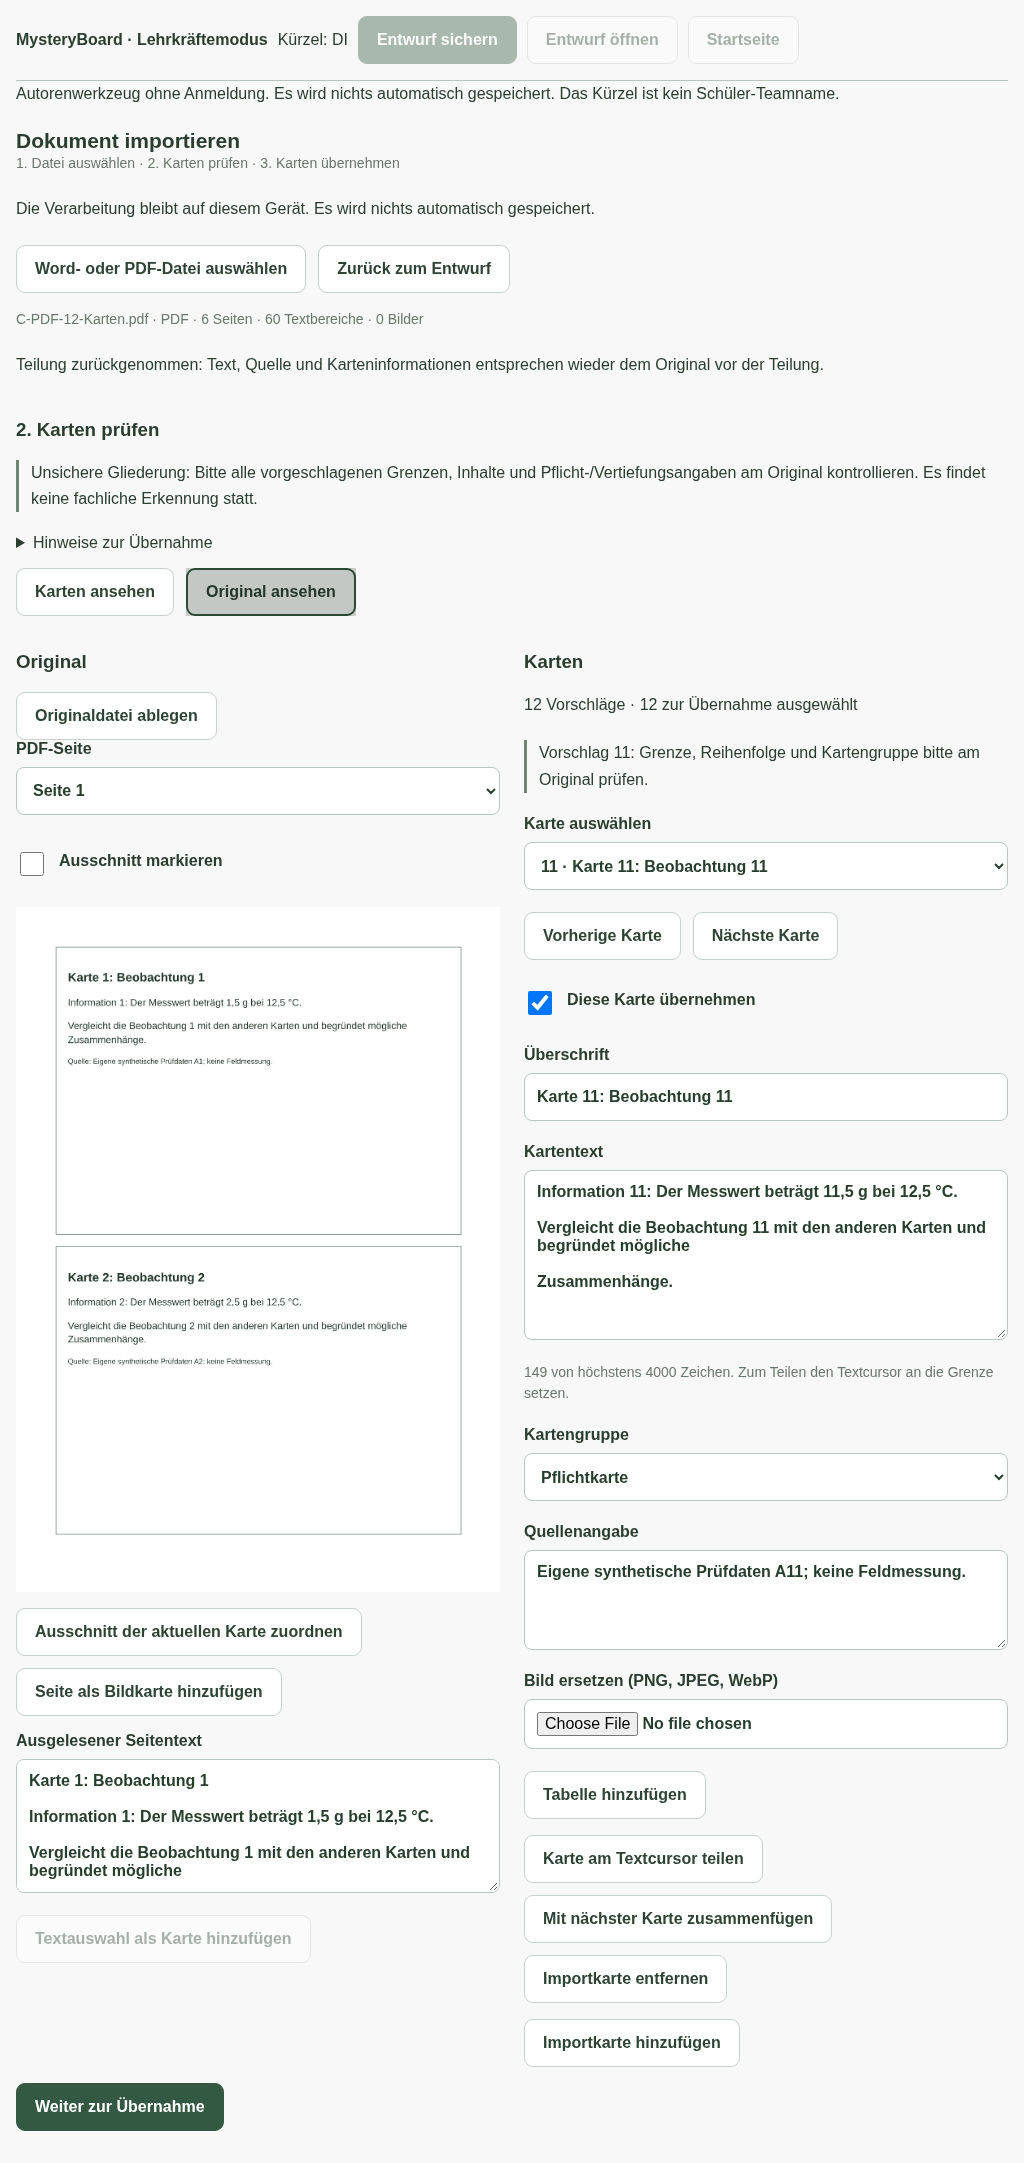 MysteryBoard · Lehrkräftemodus Kürzel: DI Entwurf sichern Entwurf öffnen Startseite
Autorenwerkzeug ohne Anmeldung. Es wird nichts automatisch gespeichert. Das Kürzel ist kein Schüler-Teamname.
Dokument importieren
1. Datei auswählen · 2. Karten prüfen · 3. Karten übernehmen
Die Verarbeitung bleibt auf diesem Gerät. Es wird nichts automatisch gespeichert.
Word- oder PDF-Datei auswählen Zurück zum Entwurf
C-PDF-12-Karten.pdf · PDF · 6 Seiten · 60 Textbereiche · 0 Bilder
Teilung zurückgenommen: Text, Quelle und Karteninformationen entsprechen wieder dem Original vor der Teilung.
2. Karten prüfen
Unsichere Gliederung: Bitte alle vorgeschlagenen Grenzen, Inhalte und Pflicht-/Vertiefungsangaben am Original kontrollieren. Es findet
keine fachliche Erkennung statt.
Hinweise zur Übernahme
Karten ansehen Original ansehen
Original
Originaldatei ablegen
PDF-Seite
Seite 1
Ausschnitt markieren
Karte 1: Beobachtung 1
Information 1: Der Messwert beträgt 1,5 g bei 12,5 °C.
Vergleicht die Beobachtung 1 mit den anderen Karten und begründet mögliche
Zusammenhänge.
Quelle: Eigene synthetische Prüfdaten A1; keine Feldmessung.
Karte 2: Beobachtung 2
Information 2: Der Messwert beträgt 2,5 g bei 12,5 °C.
Vergleicht die Beobachtung 2 mit den anderen Karten und begründet mögliche
Zusammenhänge.
Quelle: Eigene synthetische Prüfdaten A2; keine Feldmessung.
Ausschnitt der aktuellen Karte zuordnen
Seite als Bildkarte hinzufügen
Ausgelesener Seitentext
Karte 1: Beobachtung 1
Information 1: Der Messwert beträgt 1,5 g bei 12,5 °C.
Vergleicht die Beobachtung 1 mit den anderen Karten und
begründet mögliche
Textauswahl als Karte hinzufügen
Karten
12 Vorschläge · 12 zur Übernahme ausgewählt
Vorschlag 11: Grenze, Reihenfolge und Kartengruppe bitte am
Original prüfen.
Karte auswählen
11 · Karte 11: Beobachtung 11
Vorherige Karte Nächste Karte
Diese Karte übernehmen
Überschrift
Karte 11: Beobachtung 11
Kartentext
Information 11: Der Messwert beträgt 11,5 g bei 12,5 °C.
Vergleicht die Beobachtung 11 mit den anderen Karten und
begründet mögliche
Zusammenhänge.
149 von höchstens 4000 Zeichen. Zum Teilen den Textcursor an die Grenze
setzen.
Kartengruppe
Pflichtkarte
Quellenangabe
Eigene synthetische Prüfdaten A11; keine Feldmessung.
Bild ersetzen (PNG, JPEG, WebP)
Choose File No file chosen
Tabelle hinzufügen
Karte am Textcursor teilen
Mit nächster Karte zusammenfügen
Importkarte entfernen
Importkarte hinzufügen
Weiter zur Übernahme